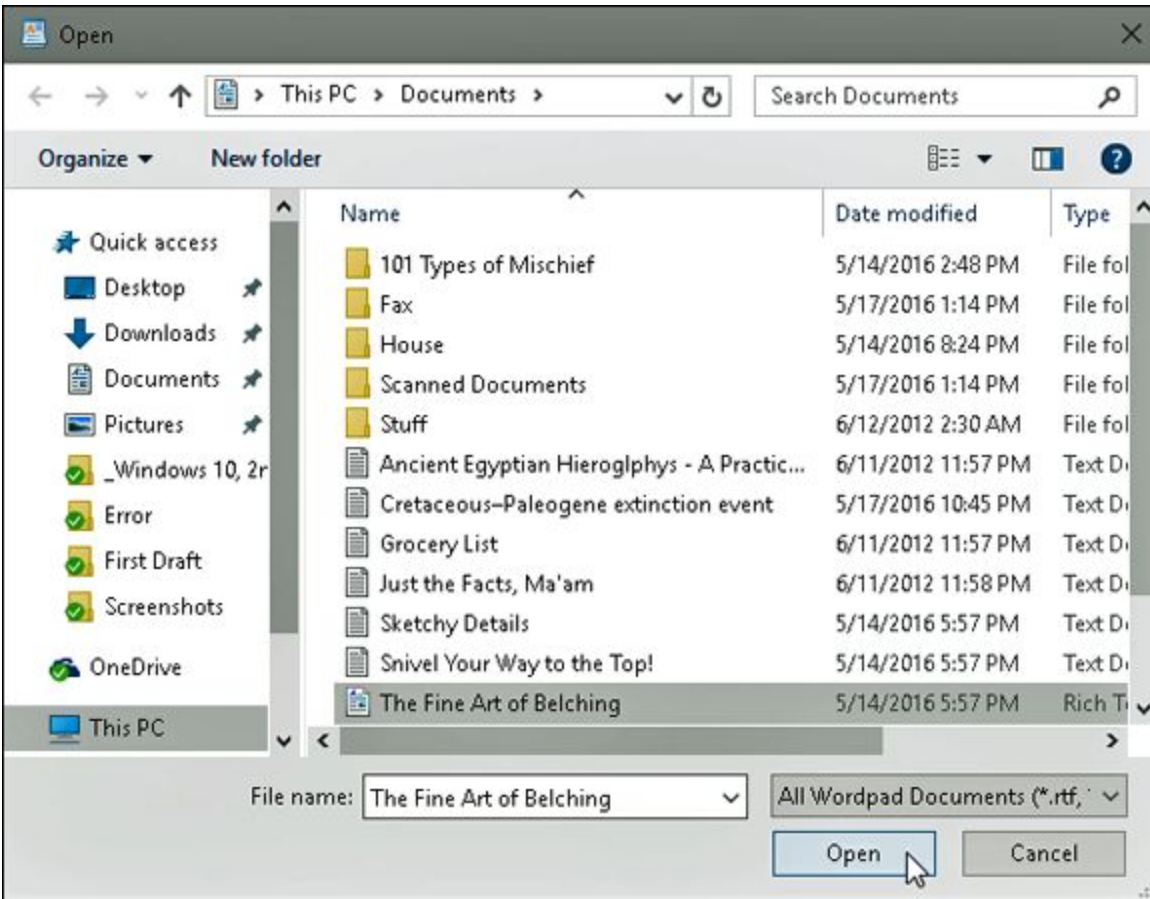 Open
This PC > Documents >
Search Documents
Organize
New folder
Name
Date modified
Type
Quick access
Desktop
Downloads
Documents
Pictures
_Windows 10, 2r
Error
First Draft
Screenshots
OneDrive
This PC
101 Types of Mischief 5/14/2016 2:48 PM File fol
Fax 5/17/2016 1:14 PM File fol
House 5/14/2016 8:24 PM File fol
Scanned Documents 5/17/2016 1:14 PM File fol
Stuff 6/12/2012 2:30 AM File fol
Ancient Egyptian Hieroglphys - A Practic... 6/11/2012 11:57 PM Text D
Cretaceous–Paleogene extinction event 5/17/2016 10:45 PM Text D
Grocery List 6/11/2012 11:57 PM Text D
Just the Facts, Ma'am 6/11/2012 11:58 PM Text D
Sketchy Details 5/14/2016 5:57 PM Text D
Snivel Your Way to the Top! 5/14/2016 5:57 PM Text D
The Fine Art of Belching 5/14/2016 5:57 PM Rich T
File name: The Fine Art of Belching
All Wordpad Documents (*.rtf,
Open
Cancel